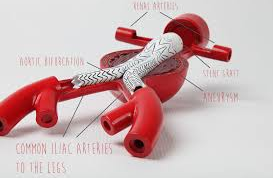 RENAL ARTERIES
AORTIC BIFURCATION
STENT GRAFT
ANEURYSM
COMMON ILIAC ARTERIES
TO THE LEGS